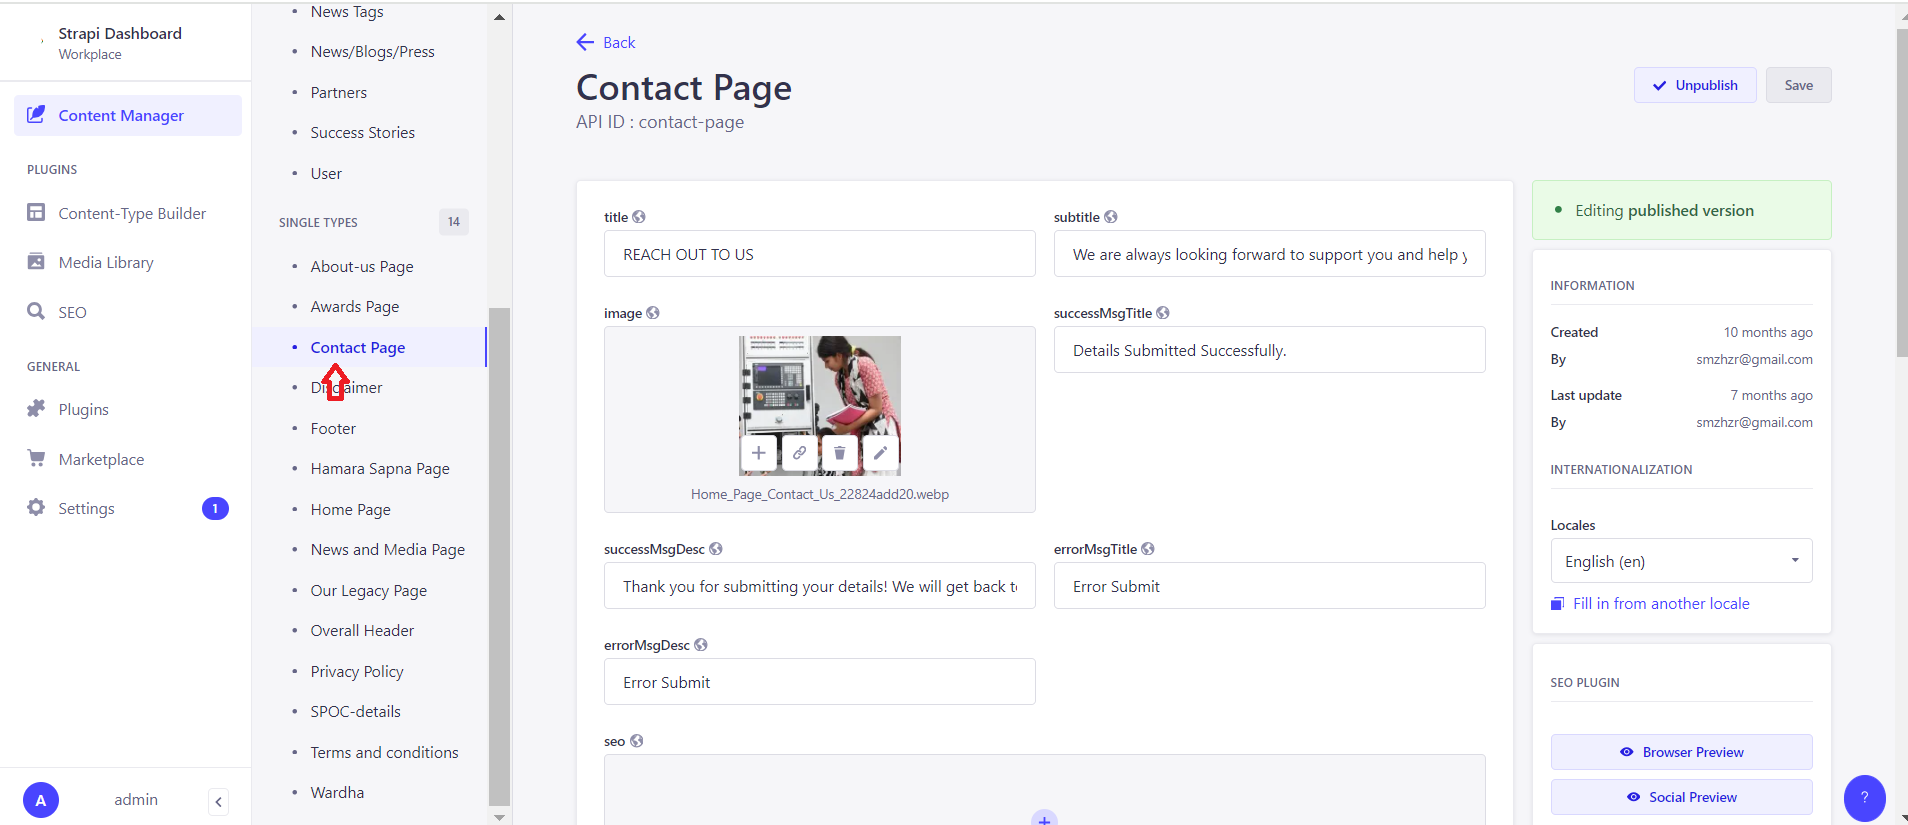 Strapi Dashboard
Workplace
Content Manager
PLUGINS
Content-Type Builder
Media Library
SEO
GENERAL
Plugins
Marketplace
Settings
1
A
admin
News Tags
News/Blogs/Press
Partners
Success Stories
User
SINGLE TYPES
14
About-us Page
Awards Page
Contact Page
Disclaimer
Footer
Hamara Sapna Page
Home Page
News and Media Page
Our Legacy Page
Overall Header
Privacy Policy
SPOC-details
Terms and conditions
Wardha
Back
Contact Page
API ID : contact-page
Unpublish
Save
title
REACH OUT TO US
subtitle
We are always looking forward to support you and help y
image
Home_Page_Contact_Us_22824add20.webp
successMsgTitle
Details Submitted Successfully.
successMsgDesc
Thank you for submitting your details! We will get back to
errorMsgTitle
Error Submit
errorMsgDesc
Error Submit
seo
Editing published version
INFORMATION
Created 10 months ago
By smzhzr@gmail.com
Last update 7 months ago
By smzhzr@gmail.com
INTERNATIONALIZATION
Locales
English (en)
Fill in from another locale
SEO PLUGIN
Browser Preview
Social Preview
?